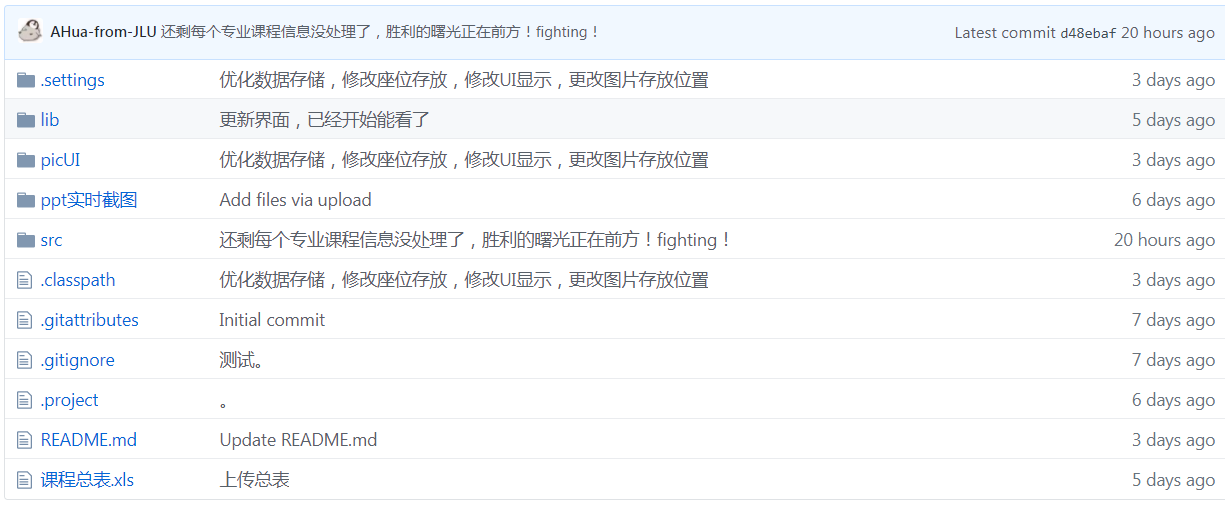 AHua-from-JLU 还剩每个专业课程信息没处理了，胜利的曙光正在前方！fighting！ Latest commit d48ebaf 20 hours ago
.settings 优化数据存储，修改座位存放，修改UI显示，更改图片存放位置 3 days ago
lib 更新界面，已经开始能看了 5 days ago
picUI 优化数据存储，修改座位存放，修改UI显示，更改图片存放位置 3 days ago
ppt实时截图 Add files via upload 6 days ago
src 还剩每个专业课程信息没处理了，胜利的曙光正在前方！fighting！ 20 hours ago
.classpath 优化数据存储，修改座位存放，修改UI显示，更改图片存放位置 3 days ago
.gitattributes Initial commit 7 days ago
.gitignore 测试。 7 days ago
.project 。 6 days ago
README.md Update README.md 3 days ago
课程总表.xls 上传总表 5 days ago